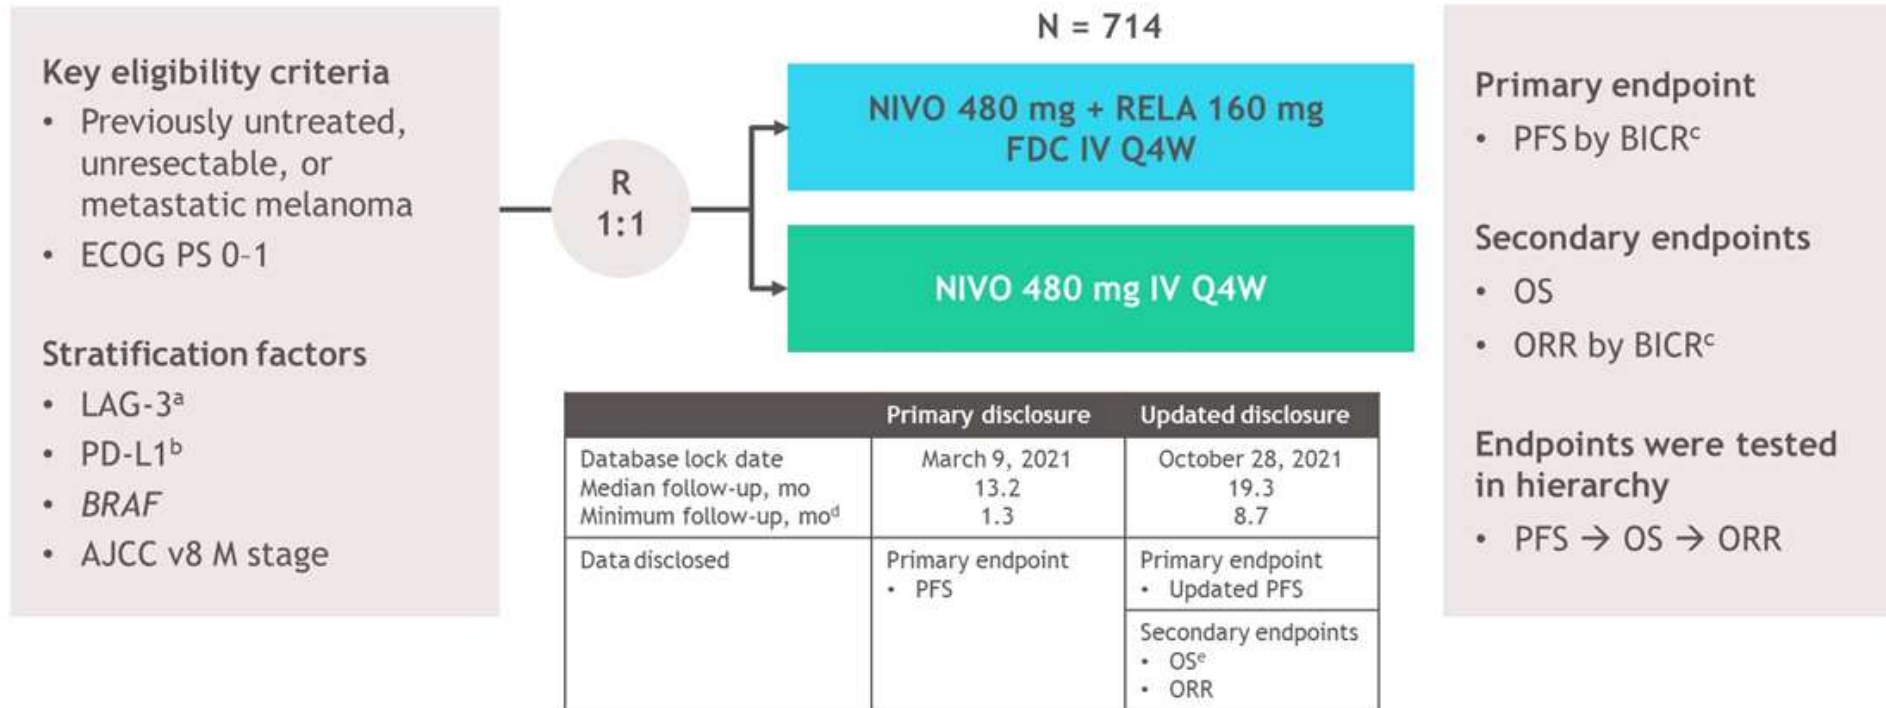 Key eligibility criteria
• Previously untreated,
unresectable, or
metastatic melanoma
• ECOG PS 0–1
Stratification factors
• LAG-3ᵃ
• PD-L1ᵇ
• BRAF
• AJCC v8 M stage
R
1:1
N = 714
NIVO 480 mg + RELA 160 mg
FDC IV Q4W
NIVO 480 mg IV Q4W
Primary disclosure Updated disclosure
Database lock date March 9, 2021 October 28, 2021
Median follow-up, mo 13.2 19.3
Minimum follow-up, moᵈ 1.3 8.7
Data disclosed Primary endpoint Primary endpoint
• PFS • Updated PFS
Secondary endpoints
• OSᵉ
• ORR
Primary endpoint
• PFS by BICRᶜ
Secondary endpoints
• OS
• ORR by BICRᶜ
Endpoints were tested
in hierarchy
• PFS → OS → ORR